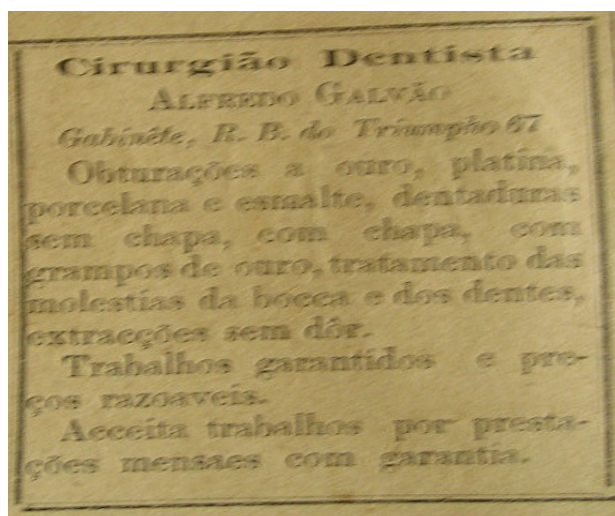 Cirurgião Dentista
ALFREDO GALVÃO
Gabinête, R. B. do Triumpho 67
Obturações a ouro, platina,
porcelana e esmalte, dentaduras
sem chapa, com chapa, com
grampos de ouro, tratamento das
molestias da bocca e dos dentes,
extracções sem dôr.
Trabalhos garantidos e pre-
ços razoaveis.
Acceita trabalhos por presta-
ções mensaes com garantia.